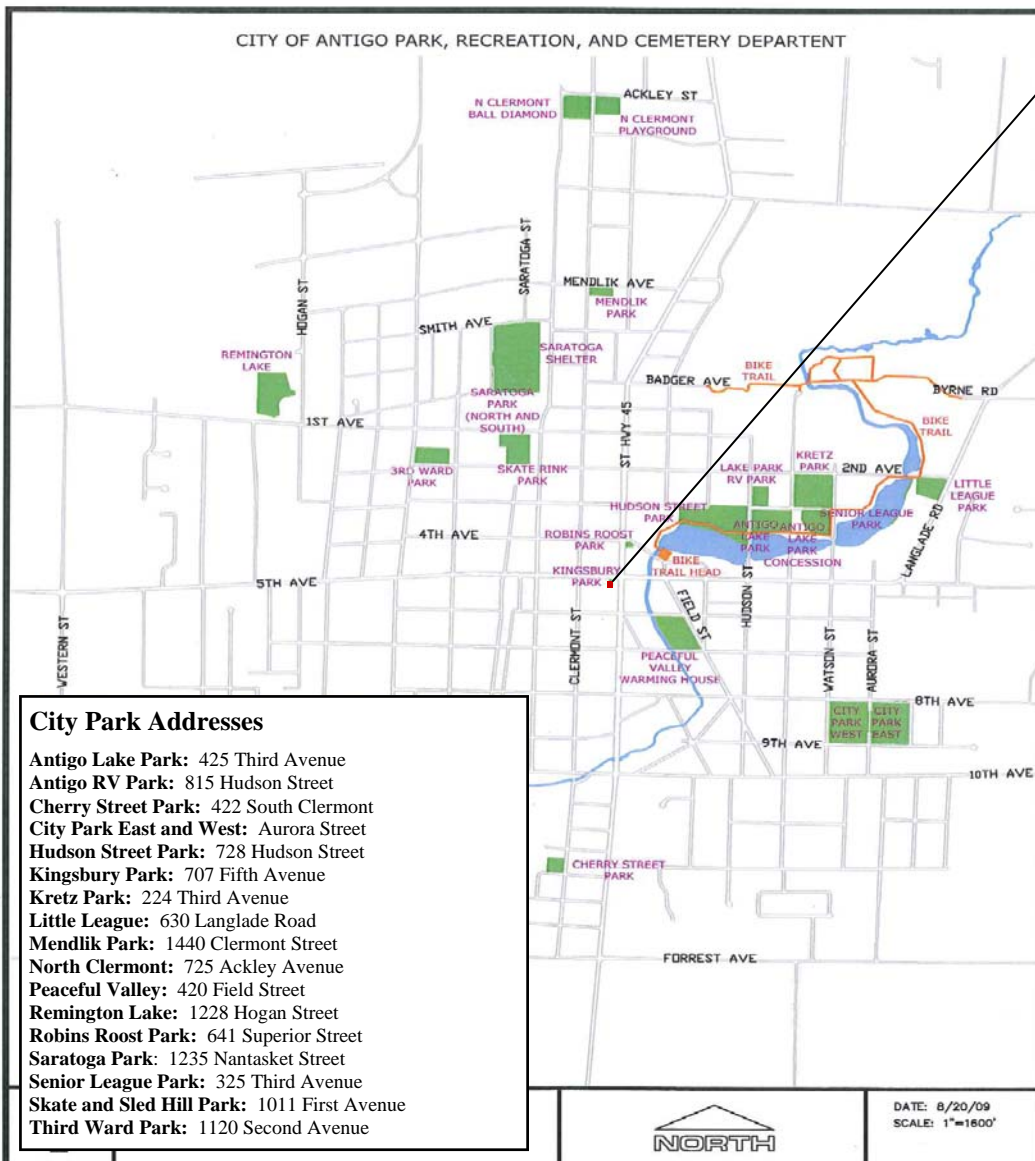 CITY OF ANTIGO PARK, RECREATION, AND CEMETERY DEPARTENT
ACKLEY ST
N CLERMONT
BALL DIAMOND
N CLERMONT
PLAYGROUND
SARATOGA ST
HOGAN ST
MENDLIK AVE
MENDLIK
PARK
SMITH AVE
SARATOGA
SHELTER
REMINGTON
LAKE
BIKE
TRAIL
BADGER AVE
BYRNE RD
SARATOGA
PARK
(NORTH AND
SOUTH)
1ST AVE
ST HWY 45
BIKE
TRAIL
3RD WARD
PARK
SKATE RINK
PARK
LAKE PARK
RV PARK
KRETZ
PARK
2ND AVE
LITTLE
LEAGUE
PARK
HUDSON STREET
PARK
SENIOR LEAGUE
PARK
ANTIGO
LAKE
PARK
ANTIGO
LAKE
PARK
CONCESSION
LANGLADE RD
4TH AVE
ROBINS ROOST
PARK
BIKE
TRAIL HEAD
KINGSBURY
PARK
5TH AVE
HUDSON ST
FIELD ST
CLERMONT ST
WESTERN ST
WATSON ST
AURORA ST
PEACEFUL
VALLEY
WARMING HOUSE
8TH AVE
CITY
PARK
WEST
CITY
PARK
EAST
9TH AVE
10TH AVE
CHERRY STREET
PARK
FORREST AVE
City Park Addresses
Antigo Lake Park: 425 Third Avenue
Antigo RV Park: 815 Hudson Street
Cherry Street Park: 422 South Clermont
City Park East and West: Aurora Street
Hudson Street Park: 728 Hudson Street
Kingsbury Park: 707 Fifth Avenue
Kretz Park: 224 Third Avenue
Little League: 630 Langlade Road
Mendlik Park: 1440 Clermont Street
North Clermont: 725 Ackley Avenue
Peaceful Valley: 420 Field Street
Remington Lake: 1228 Hogan Street
Robins Roost Park: 641 Superior Street
Saratoga Park: 1235 Nantasket Street
Senior League Park: 325 Third Avenue
Skate and Sled Hill Park: 1011 First Avenue
Third Ward Park: 1120 Second Avenue
NORTH
DATE: 8/20/09
SCALE: 1"=1600'